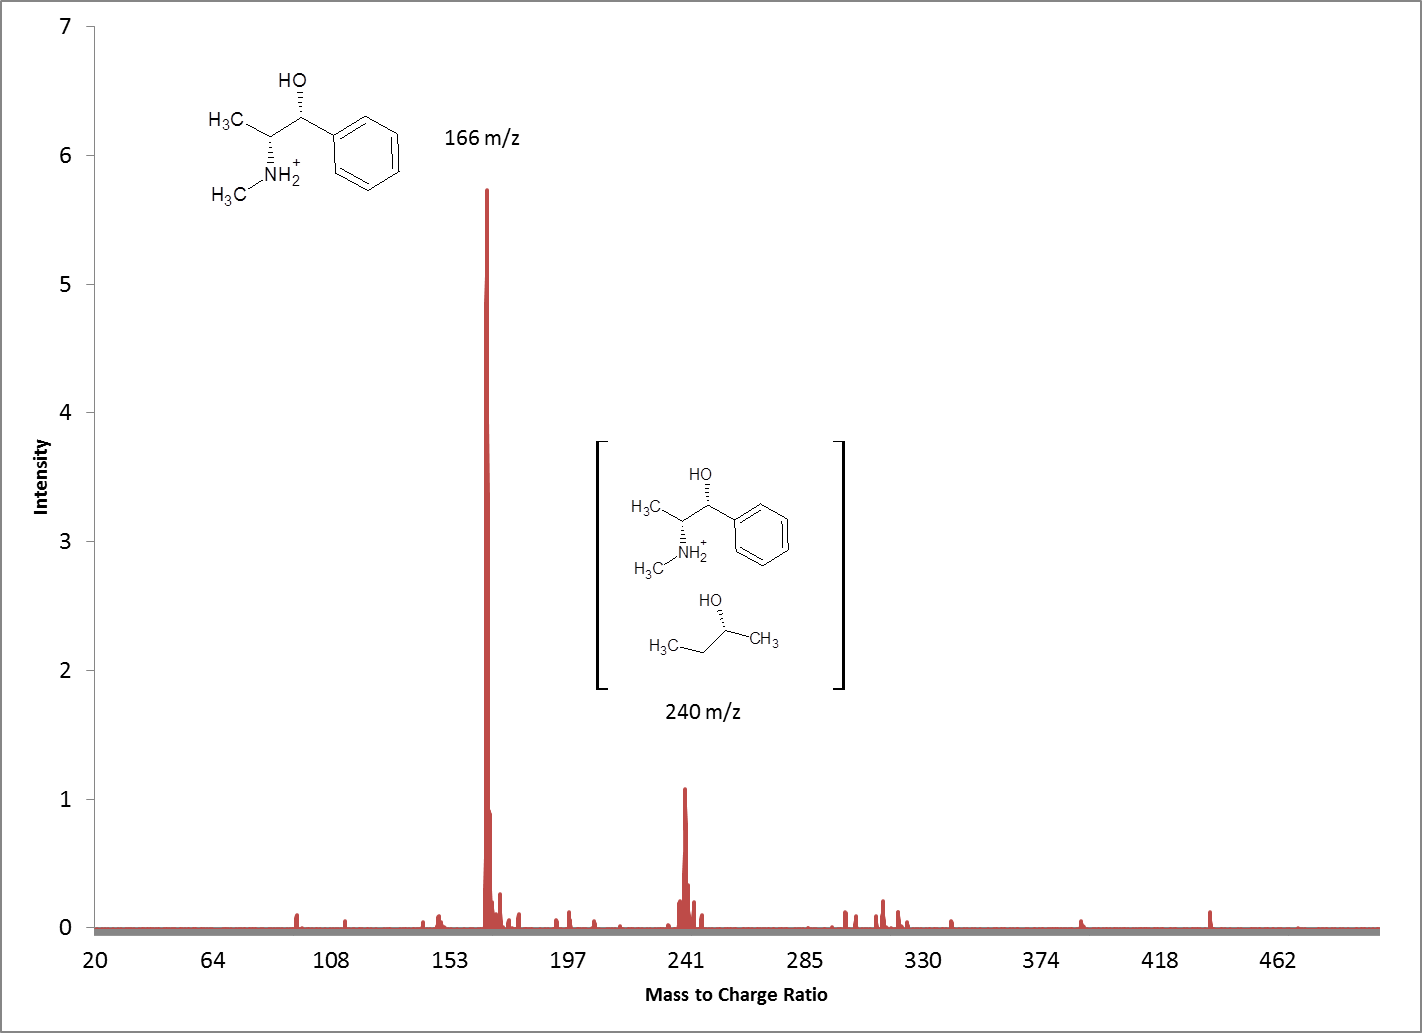 7
HO
H3C
166 m/z
6
NH2+
H3C
5
4
Intensity
HO
H3C
3
NH2+
H3C
HO
H3C
CH3
2
240 m/z
1
0
20 64 108 153 197 241 285 330 374 418 462
Mass to Charge Ratio